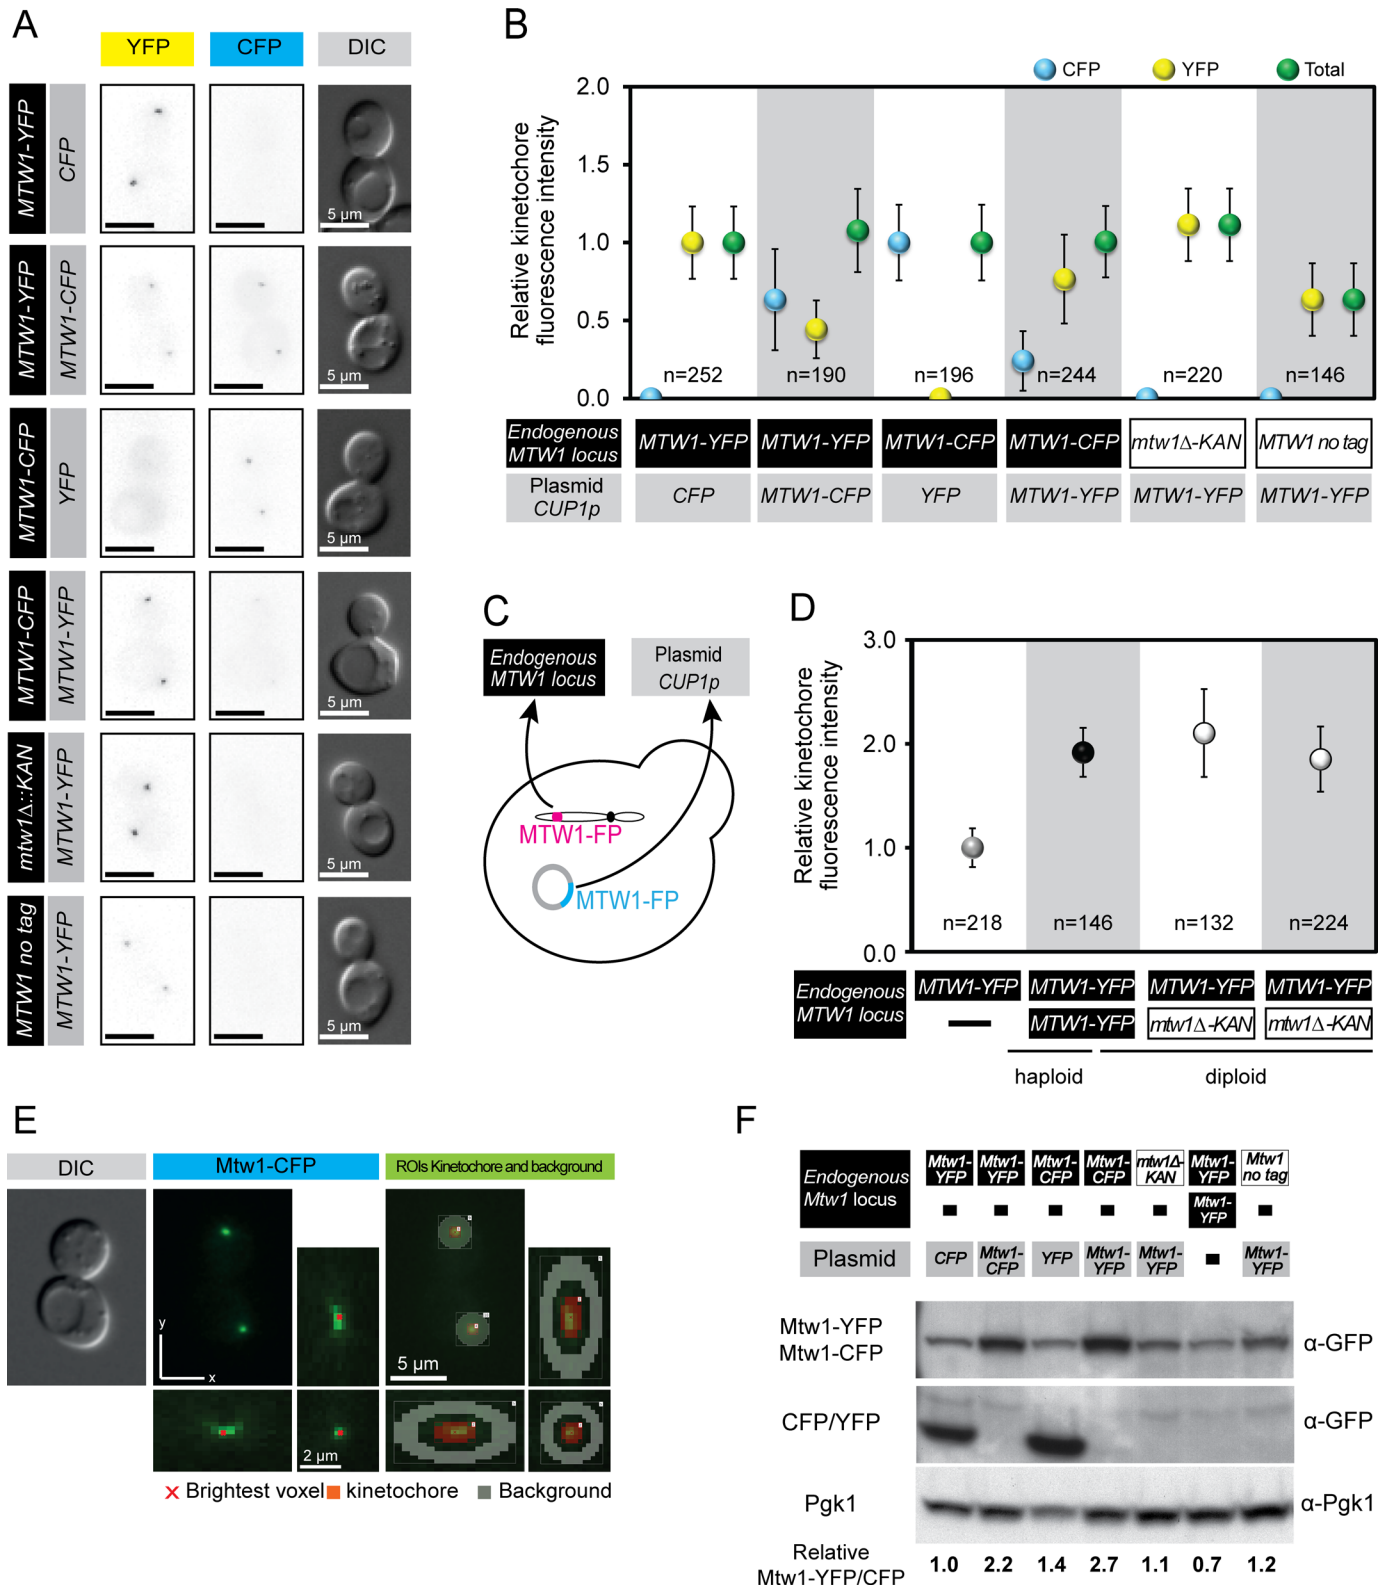 A
YFP
CFP
DIC
MTW1-YFP
CFP
5 µm
MTW1-YFP
MTW1-CFP
5 µm
MTW1-CFP
YFP
5 µm
MTW1-CFP
MTW1-YFP
5 µm
mtw1Δ::KAN
MTW1-YFP
5 µm
MTW1 no tag
MTW1-YFP
5 µm
B
CFP
YFP
Total
Relative kinetochore
fluorescence intensity
2.0
1.5
1.0
0.5
0.0
n=252
n=190
n=196
n=244
n=220
n=146
Endogenous
MTW1 locus
MTW1-YFP
MTW1-YFP
MTW1-CFP
MTW1-CFP
mtw1Δ-KAN
MTW1 no tag
Plasmid
CUP1p
CFP
MTW1-CFP
YFP
MTW1-YFP
MTW1-YFP
MTW1-YFP
C
Endogenous
MTW1 locus
Plasmid
CUP1p
MTW1-FP
MTW1-FP
D
Relative kinetochore
fluorescence intensity
3.0
2.0
1.0
0.0
n=218
n=146
n=132
n=224
Endogenous
MTW1 locus
MTW1-YFP
MTW1-YFP
MTW1-YFP
MTW1-YFP
MTW1-YFP
mtw1Δ-KAN
mtw1Δ-KAN
haploid
diploid
E
DIC
Mtw1-CFP
ROIs Kinetochore and background
y
x
5 µm
2 µm
Brightest voxel
kinetochore
Background
F
Endogenous
Mtw1 locus
Mtw1-
YFP
Mtw1-
YFP
Mtw1-
CFP
Mtw1-
CFP
mtw1Δ-
KAN
Mtw1-
YFP
Mtw1
no tag
Mtw1-
YFP
Plasmid
CFP
Mtw1-
CFP
YFP
Mtw1-
YFP
Mtw1-
YFP
Mtw1-
YFP
Mtw1-YFP
Mtw1-CFP
α-GFP
CFP/YFP
α-GFP
Pgk1
α-Pgk1
Relative
Mtw1-YFP/CFP
1.0
2.2
1.4
2.7
1.1
0.7
1.2